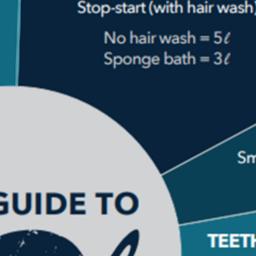 Stop-start (with hair wash)
No hair wash = 5ℓ
Sponge bath = 3ℓ
Sm
GUIDE TO
TEETH